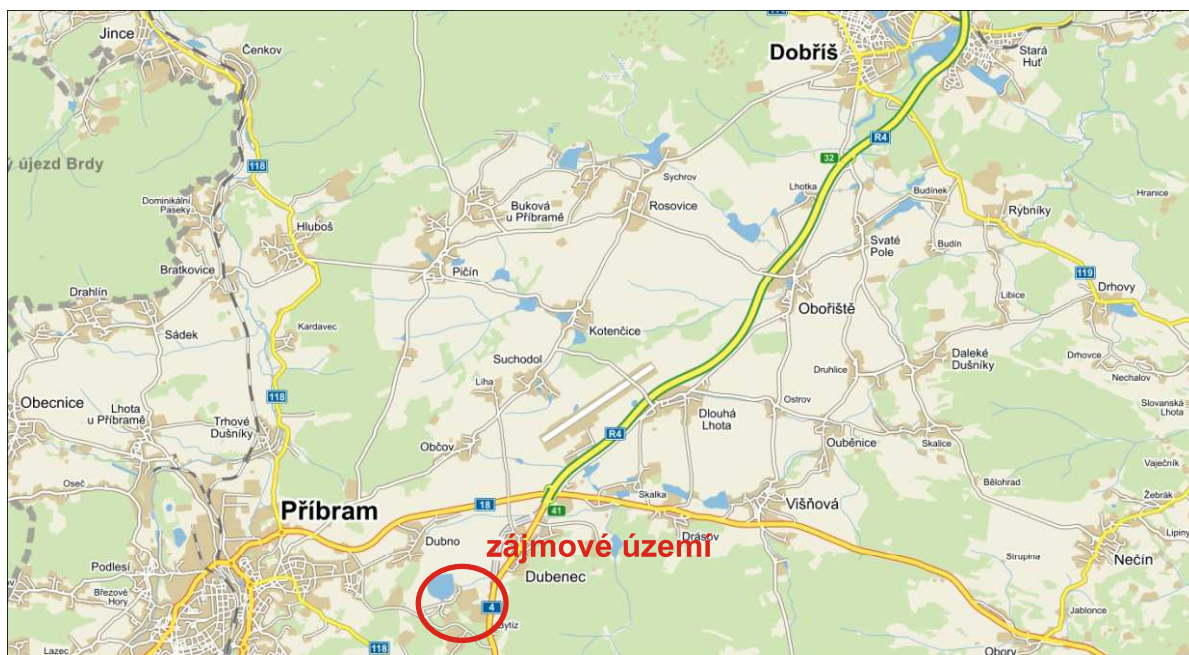 Jince
Čenkov
Dobříš
Stará
Huť
R4
32
ý újezd Brdy
118
Sychrov
Lhotka
Budínek
Hranice
Dominikální
Paseky
Buková
u Příbramě
Rosovice
Rybníky
Hluboš
Svaté
Pole
Budín
Bratkovice
Pičín
119
Drahlín
Libice
Drhovy
Obořiště
Sádek
Kardavec
Kotenčice
Suchodol
Daleké
Dušníky
Drhovce
Líha
Druhlice
Nechalov
Obecnice
118
Lhota
u Příbramě
Ostrov
Slovanská
Lhota
Dlouhá
Lhota
Trhové
Dušníky
R4
Občov
Ouběnice
Skalice
Vaječník
Oseč
Bělohrad
Skalka
Žebrák
Příbram
18
41
Višňová
Lipiny
Drásov
Dubno
zájmové území
Strupina
Nečín
Podlesí
Dubenec
Březové
Hory
4
Jablonce
Bytíz
Lazec
118
Obory